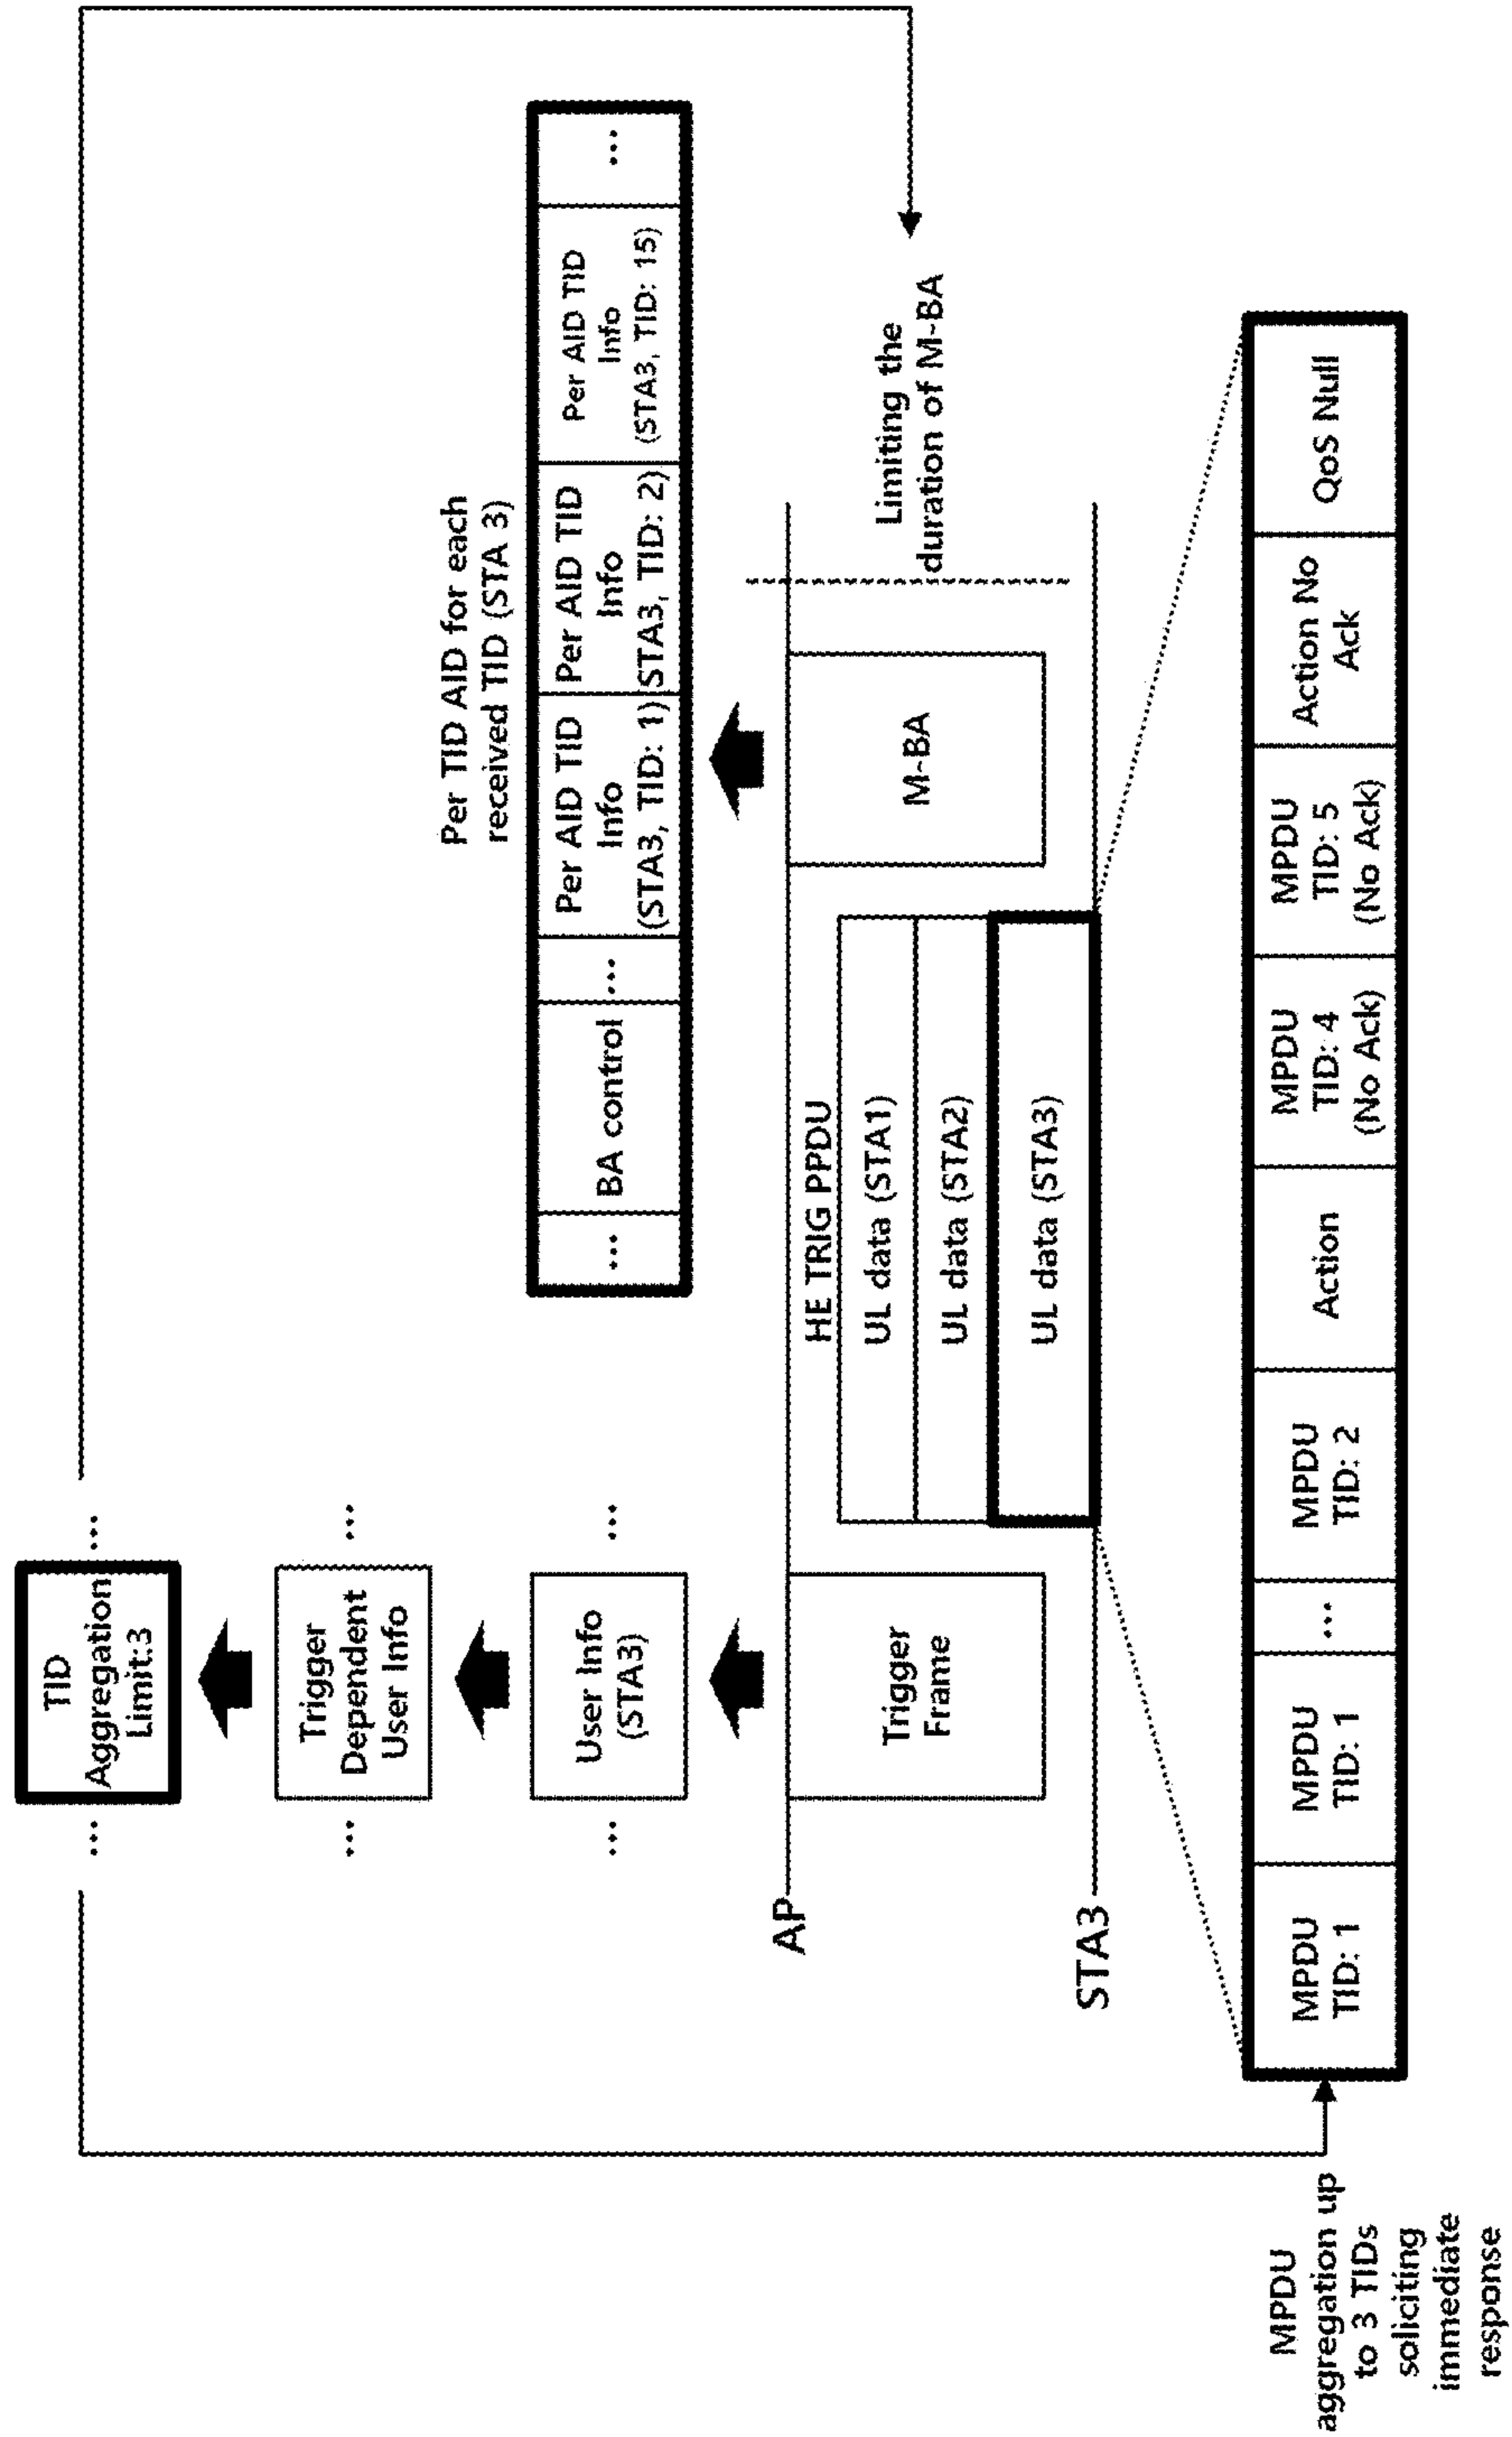 ...
TID
Aggregation
Limit:3
...
...
Trigger
Dependent
User Info
...
Per TID AID for each
received TID (STA 3)
...
User Info
(STA3)
...
...
BA control
...
Per AID TID
Info
(STA3, TID: 1)
Per AID TID
Info
STA3, TID: 2)
Per AID TID
Info
(STA3, TID: 15)
...
AP
Trigger
Frame
HE TRIG PPDU
UL data (STA1)
UL data (STA2)
UL data (STA3)
M-BA
Limiting the
duration of M-BA
STA3
MPDU
aggregation up
to 3 TIDs
soliciting
immediate
response
MPDU
TID: 1
MPDU
TID: 1
...
MPDU
TID: 2
Action
MPDU
TID: 4
(No Ack)
MPDU
TID: 5
(No Ack)
Action No
Ack
QoS Null